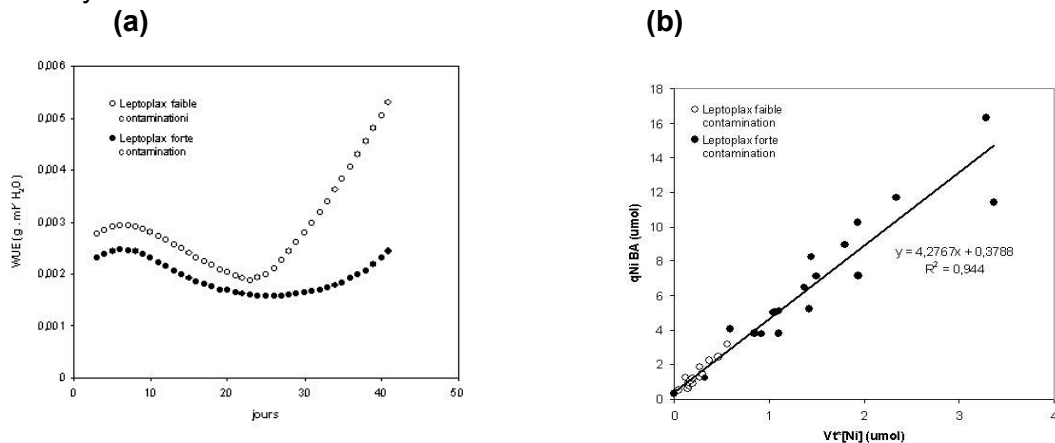 (a)
(b)
0,006
0,005
0,004
0,003
0,002
0,001
0
0
10
20
30
40
50
WUE (g . ml⁻¹ H₂O)
jours
Leptoplax faible
contaminationi
Leptoplax forte
contamination
18
16
14
12
10
8
6
4
2
0
0
1
2
3
4
qNi BA (umol)
Vt*[Ni] (umol)
Leptoplax faible
contamination
Leptoplax forte
contamination
y = 4,2767x + 0,3788
R² = 0,944